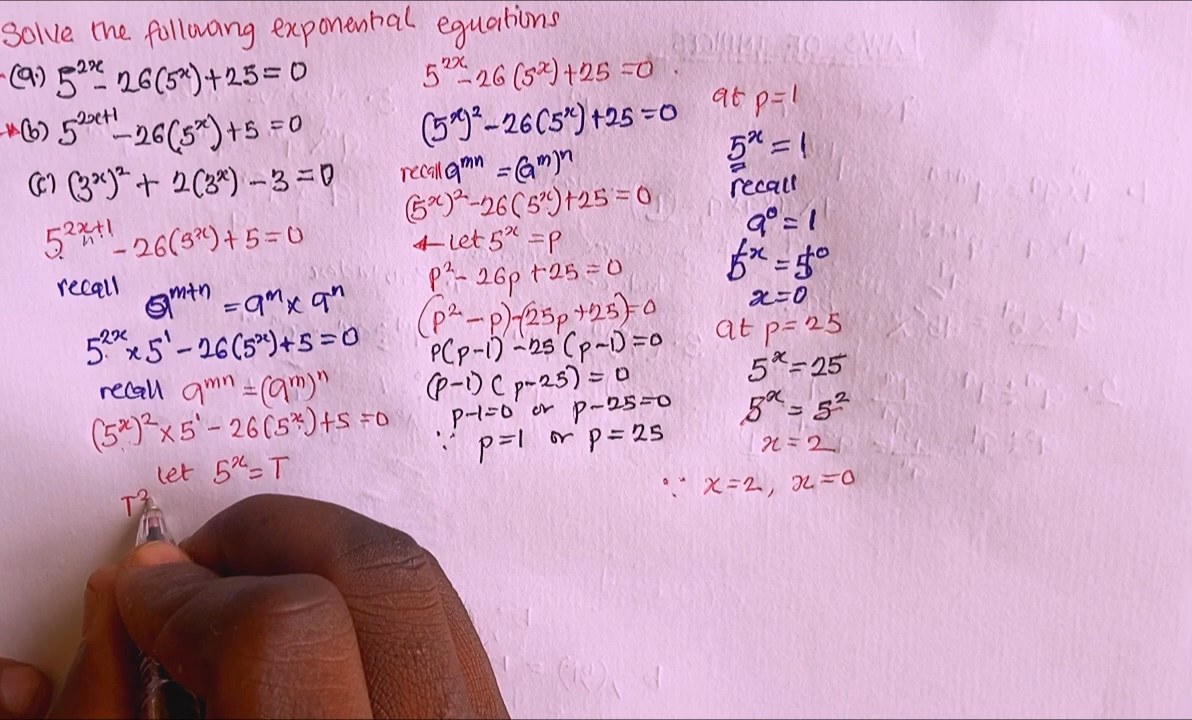 Solve the following exponential equations
(a.) 5^{2x} - 26(5^x) + 25 = 0
(b) 5^{2x+1} - 26(5^x) + 5 = 0
(c) (3^x)^2 + 2(3^x) - 3 = 0
5^{2x+1} - 26(5^x) + 5 = 0
recall a^{m+n} = a^m × a^n
5^{2x} × 5^1 - 26(5^x) + 5 = 0
recall a^{mn} = (a^m)^n
(5^x)^2 × 5^1 - 26(5^x) + 5 = 0
Let 5^x = T
T^2
5^{2x} - 26(5^x) + 25 = 0
(5^x)^2 - 26(5^x) + 25 = 0
recall a^{mn} = (a^m)^n
(5^x)^2 - 26(5^x) + 25 = 0
Let 5^x = p
p^2 - 26p + 25 = 0
(p^2 - p) - (25p + 25) = 0
p(p-1) - 25(p-1) = 0
(p-1)(p-25) = 0
p-1=0 or p-25=0
∵ p=1 or p=25
at p=1
5^x = 1
recall
a^0 = 1
5^x = 5^0
x=0
at p=25
5^x = 25
5^x = 5^2
x = 2
∵ x=2, x=0